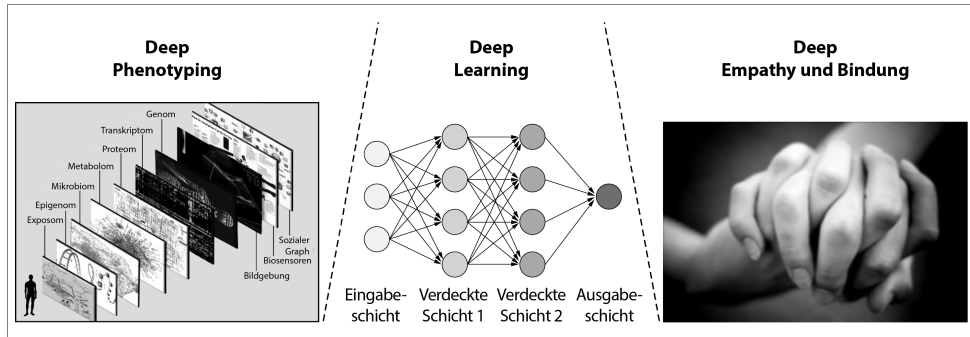 Deep
Phenotyping
Deep
Learning
Deep
Empathy und Bindung
Genom
Transkriptom
Proteom
Metabolom
Mikrobiom
Epigenom
Exposom
Sozialer
Graph
Biosensoren
Bildgebung
Eingabe-
schicht
Verdeckte
Schicht 1
Verdeckte
Schicht 2
Ausgabe-
schicht